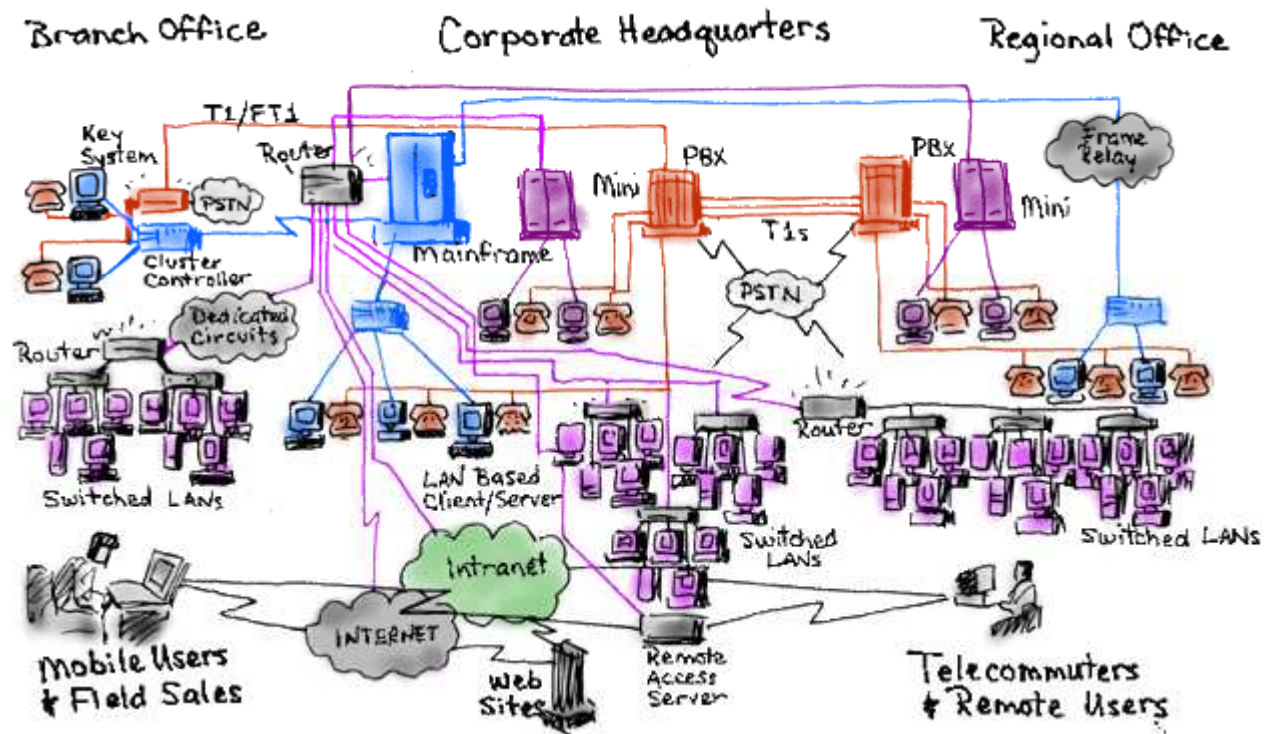 Branch Office
Corporate Headquarters
Regional Office
T1/FT1
Key
System
Router
PBX
PBX
Frame
Relay
PSTN
Mini
Mini
T1s
Cluster
Controller
Mainframe
PSTN
Dedicated
Circuits
Router
Router
LAN Based
Client/Server
Switched LANs
Switched
LANs
Switched LANs
Intranet
INTERNET
Mobile Users
& Field Sales
Web
Sites
Remote
Access
Server
Telecommuters
& Remote Users